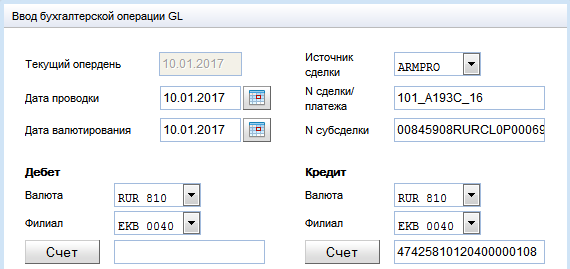 Ввод бухгалтерской операции GL
Текущий опердень 10.01.2017 Источник сделки ARMPRO
Дата проводки 10.01.2017 N сделки/платежа 101_A193C_16
Дата валютирования 10.01.2017 N субсделки 00845908RURCL0P00069
Дебет Кредит
Валюта RUR 810 Валюта RUR 810
Филиал EKB 0040 Филиал EKB 0040
Счет Счет 47425810120400000108